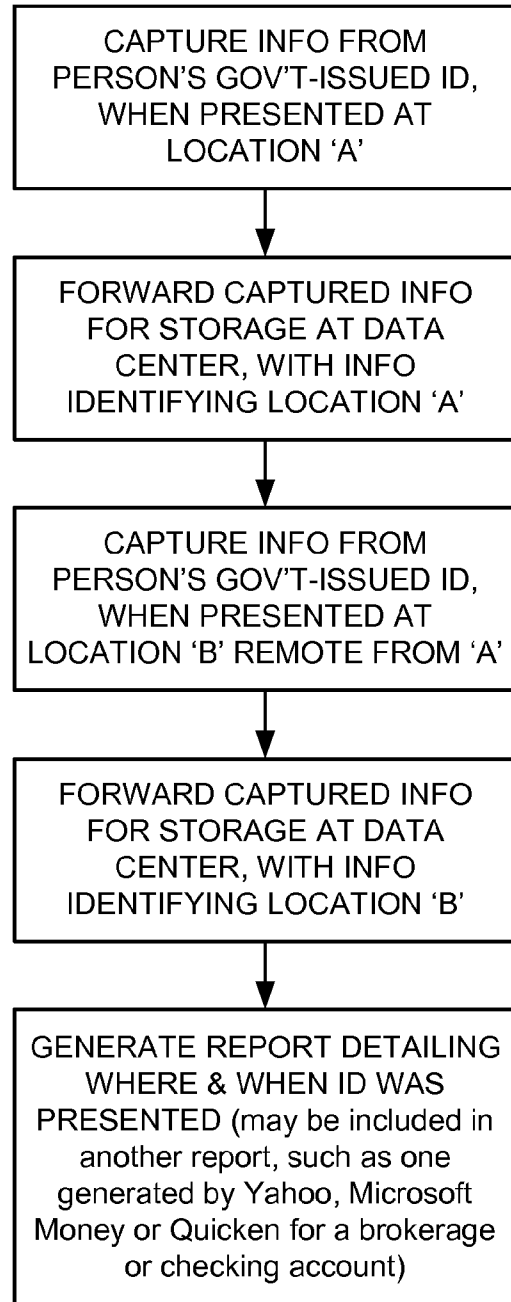 CAPTURE INFO FROM
PERSON'S GOV'T-ISSUED ID,
WHEN PRESENTED AT
LOCATION ‘A’
FORWARD CAPTURED INFO
FOR STORAGE AT DATA
CENTER, WITH INFO
IDENTIFYING LOCATION ‘A’
CAPTURE INFO FROM
PERSON'S GOV'T-ISSUED ID,
WHEN PRESENTED AT
LOCATION ‘B’ REMOTE FROM ‘A’
FORWARD CAPTURED INFO
FOR STORAGE AT DATA
CENTER, WITH INFO
IDENTIFYING LOCATION ‘B’
GENERATE REPORT DETAILING
WHERE & WHEN ID WAS
PRESENTED (may be included in
another report, such as one
generated by Yahoo, Microsoft
Money or Quicken for a brokerage
or checking account)